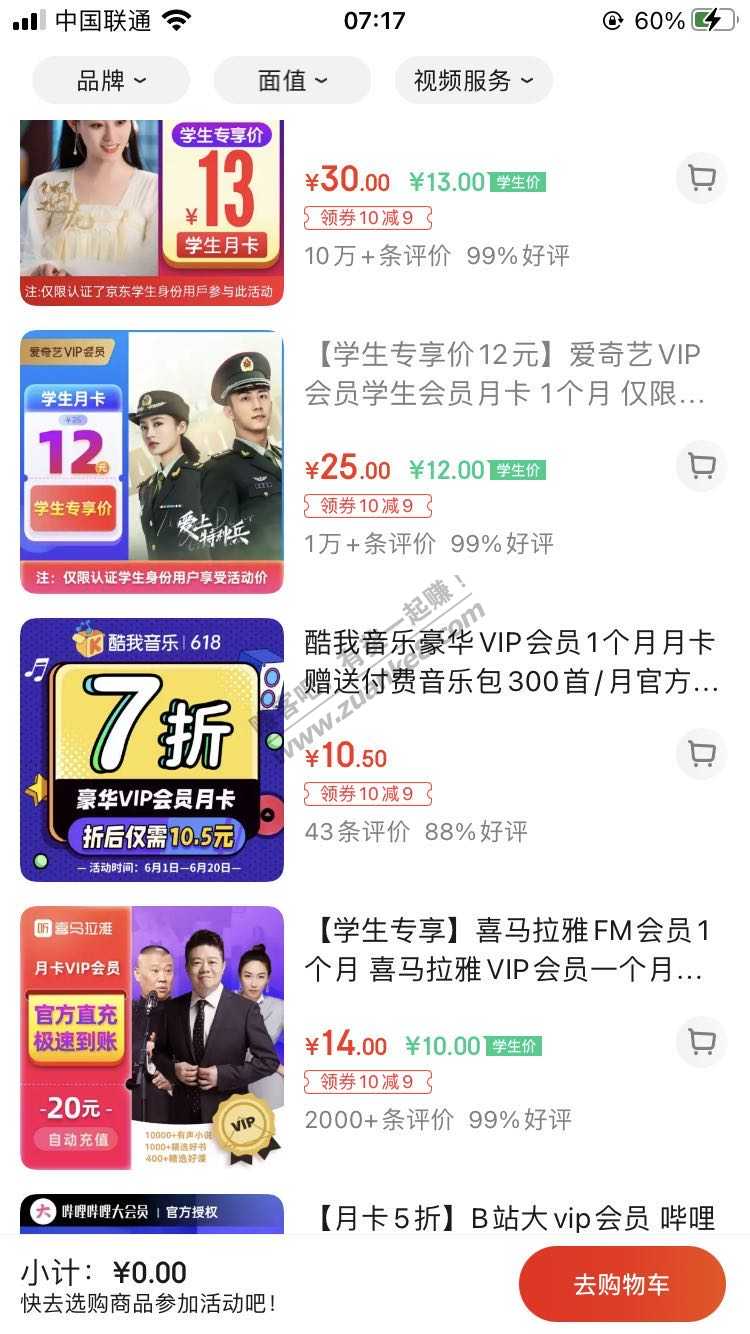 中国联通
07:17
60%
品牌
面值
视频服务
学生专享价
¥13
学生月卡
注:仅限认证了京东学生身份用户参与此活动
¥30.00 ¥13.00 学生价
领券10减9
10万+条评价 99%好评
爱奇艺VIP会员
学生月卡
¥25
12元
学生专享价
爱上特种兵
注：仅限认证学生身份用户享受活动价
【学生专享价12元】爱奇艺VIP
会员学生会员月卡 1个月 仅限...
¥25.00 ¥12.00 学生价
领券10减9
1万+条评价 99%好评
酷我音乐 | 618
7折
豪华VIP会员月卡
折后仅需10.5元
— 活动时间：6月1日—6月20日 —
酷我音乐豪华VIP会员1个月月卡
赠送付费音乐包300首/月官方...
¥10.50
领券10减9
43条评价 88%好评
有奖一起赚！
www.zuanke8.com
喜马拉雅
月卡VIP会员
官方直充
极速到账
-20元-
自动充值
10000+有声小说
1000+精选好书
400+精选好课
VIP
【学生专享】喜马拉雅FM会员1
个月 喜马拉雅VIP会员一个月...
¥14.00 ¥10.00 学生价
领券10减9
2000+条评价 99%好评
大 哔哩哔哩大会员 | 官方授权
【月卡5折】B站大vip会员 哔哩
小计：¥0.00
快去选购商品参加活动吧！
去购物车